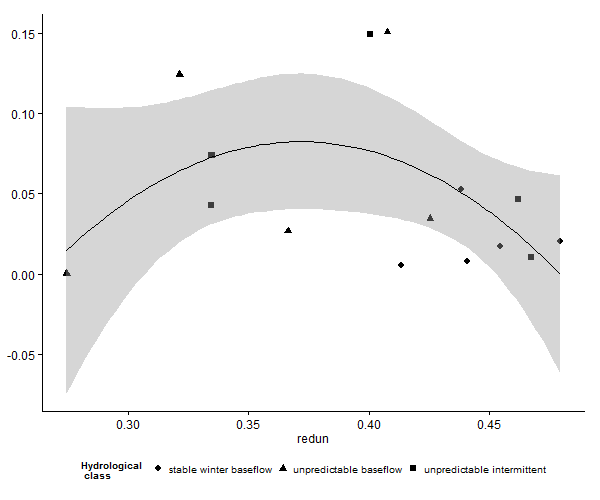 0.15
0.10
0.05
0.00
-0.05
0.30 0.35 0.40 0.45
redun
Hydrological
class
stable winter baseflow unpredictable baseflow unpredictable intermittent